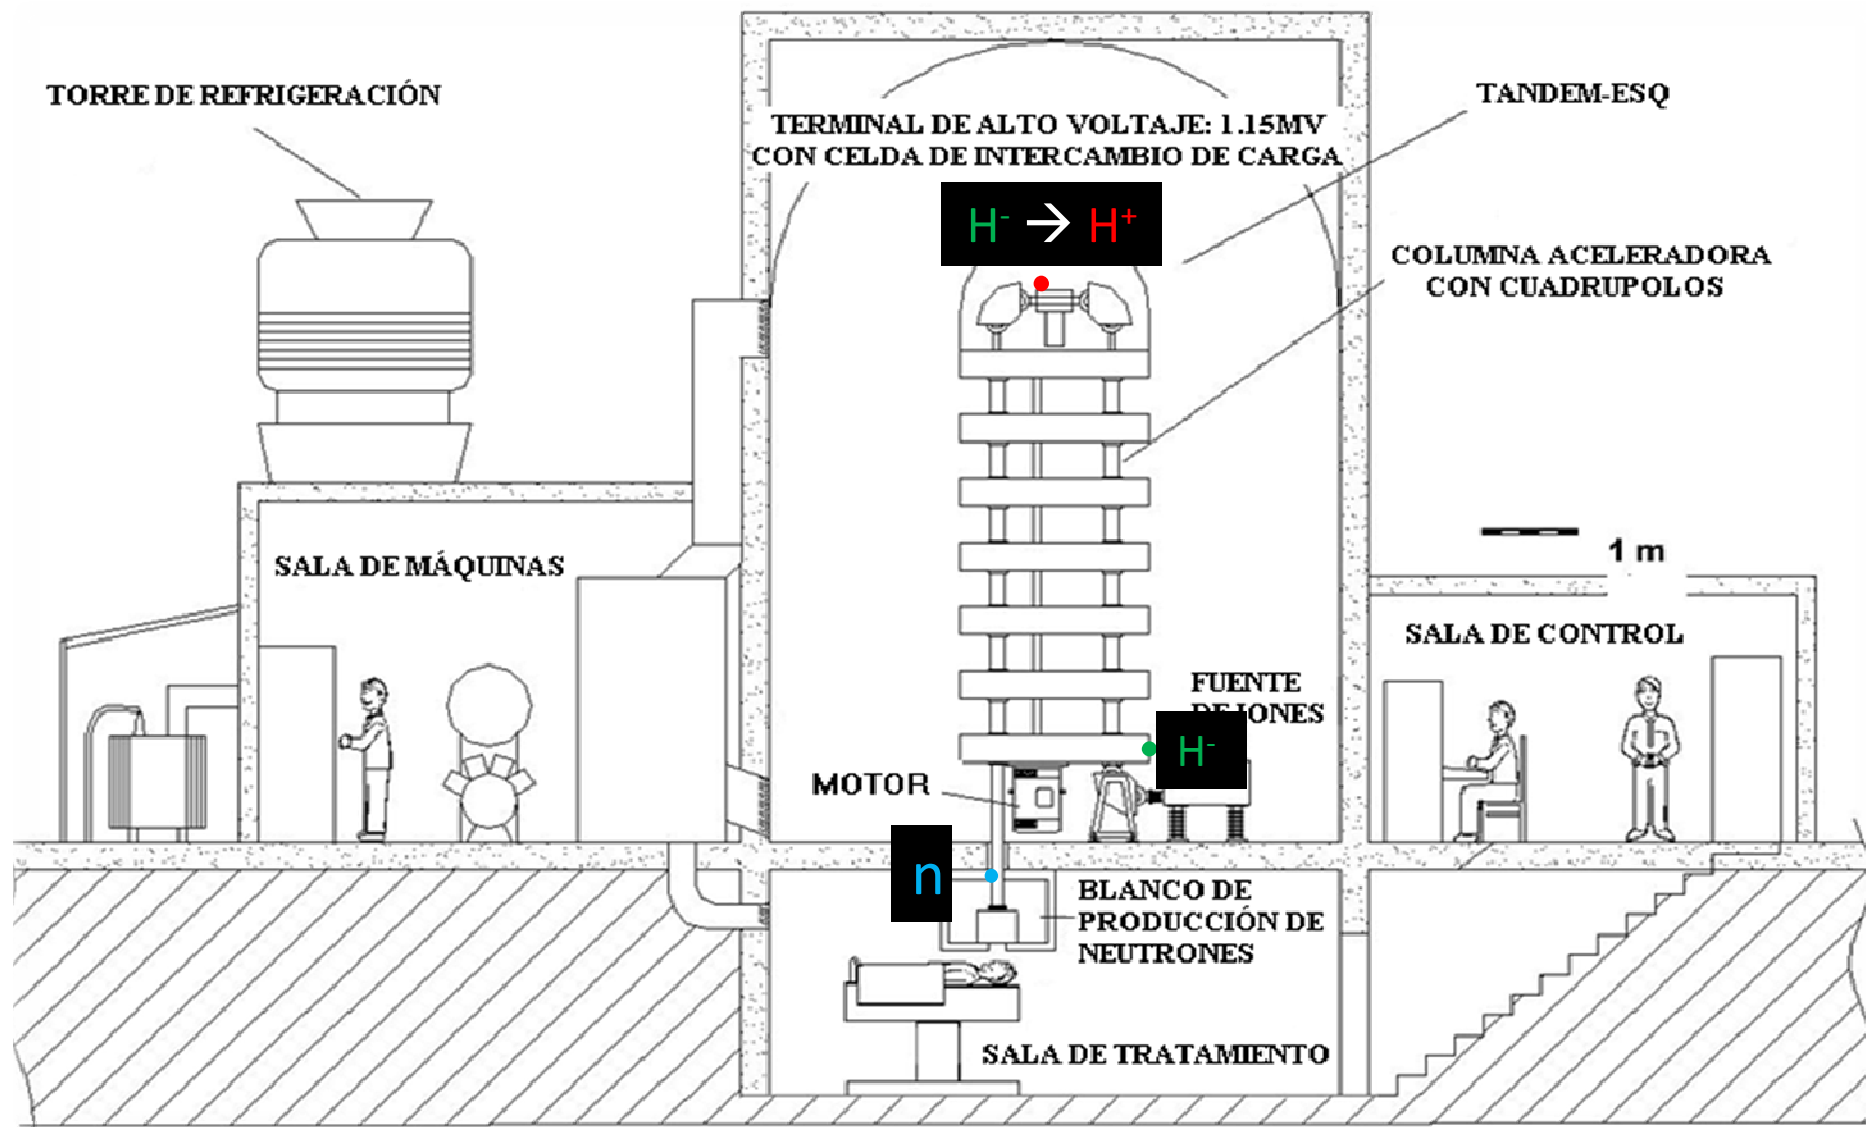 TORRE DE REFRIGERACIÓN
TANDEM-ESQ
TERMINAL DE ALTO VOLTAJE: 1.15MV
CON CELDA DE INTERCAMBIO DE CARGA
H- → H+
COLUMNA ACELERADORA
CON CUADRUPOLOS
1 m
SALA DE MÁQUINAS
SALA DE CONTROL
FUENTE
DE IONES
H-
MOTOR
n
BLANCO DE
PRODUCCIÓN DE
NEUTRONES
SALA DE TRATAMIENTO